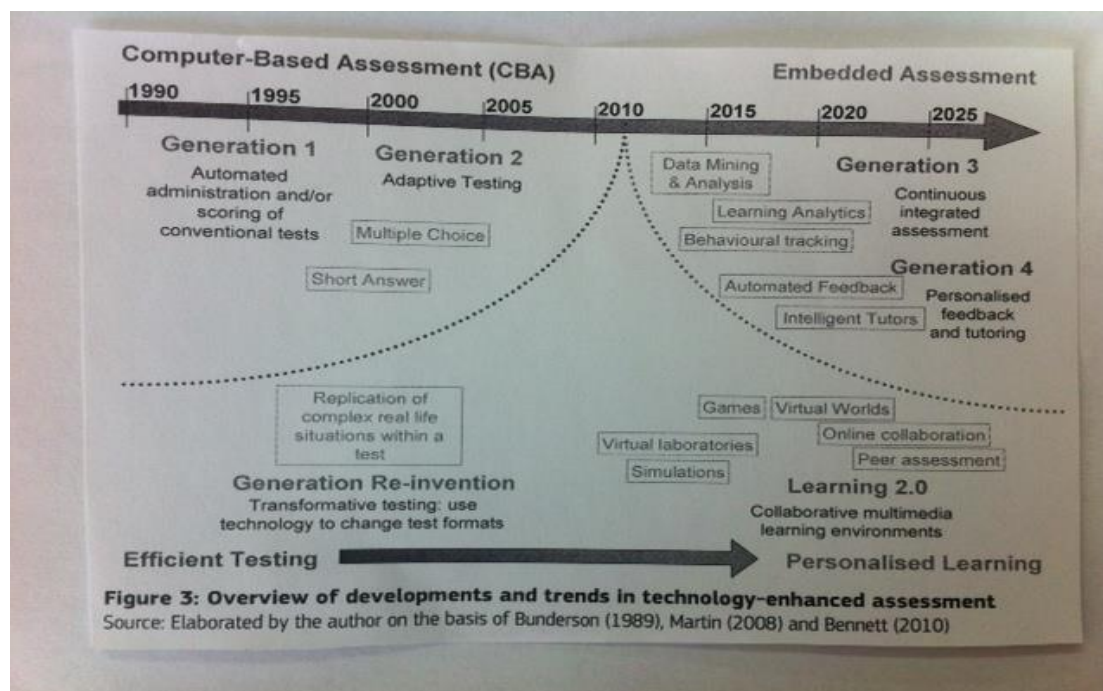 Computer-Based Assessment (CBA)
Embedded Assessment
1990
1995
2000
2005
2010
2015
2020
2025
Generation 1
Automated
administration and/or
scoring of
conventional tests
Generation 2
Adaptive Testing
Multiple Choice
Short Answer
Data Mining
& Analysis
Learning Analytics
Behavioural tracking
Generation 3
Continuous
integrated
assessment
Generation 4
Personalised
feedback
and tutoring
Automated Feedback
Intelligent Tutors
Replication of
complex real life
situations within a
test
Generation Re-invention
Transformative testing: use
technology to change test formats
Games
Virtual Worlds
Online collaboration
Virtual laboratories
Peer assessment
Simulations
Learning 2.0
Collaborative multimedia
learning environments
Efficient Testing
Personalised Learning
Figure 3: Overview of developments and trends in technology-enhanced assessment
Source: Elaborated by the author on the basis of Bunderson (1989), Martin (2008) and Bennett (2010)